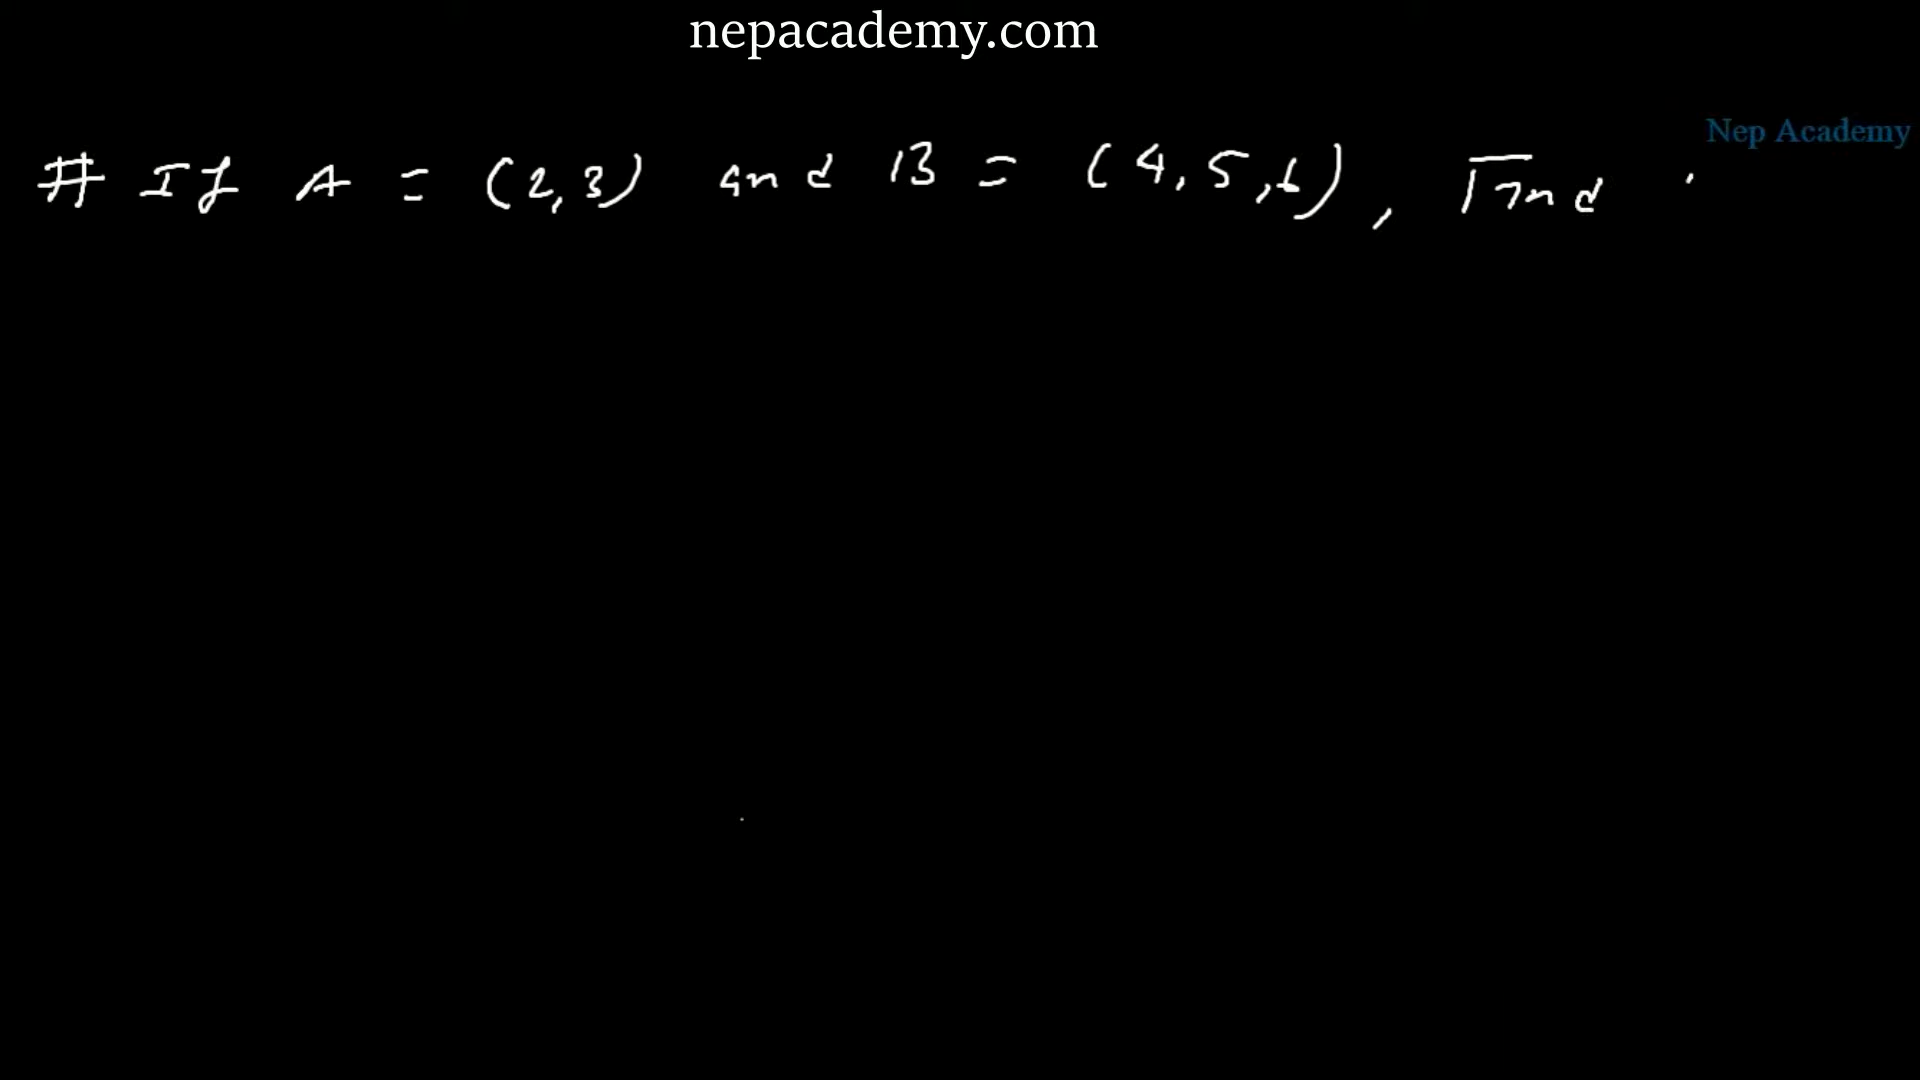 nepacademy.com
Nep Academy
# If A = (2,3) and B = (4,5,6), Find